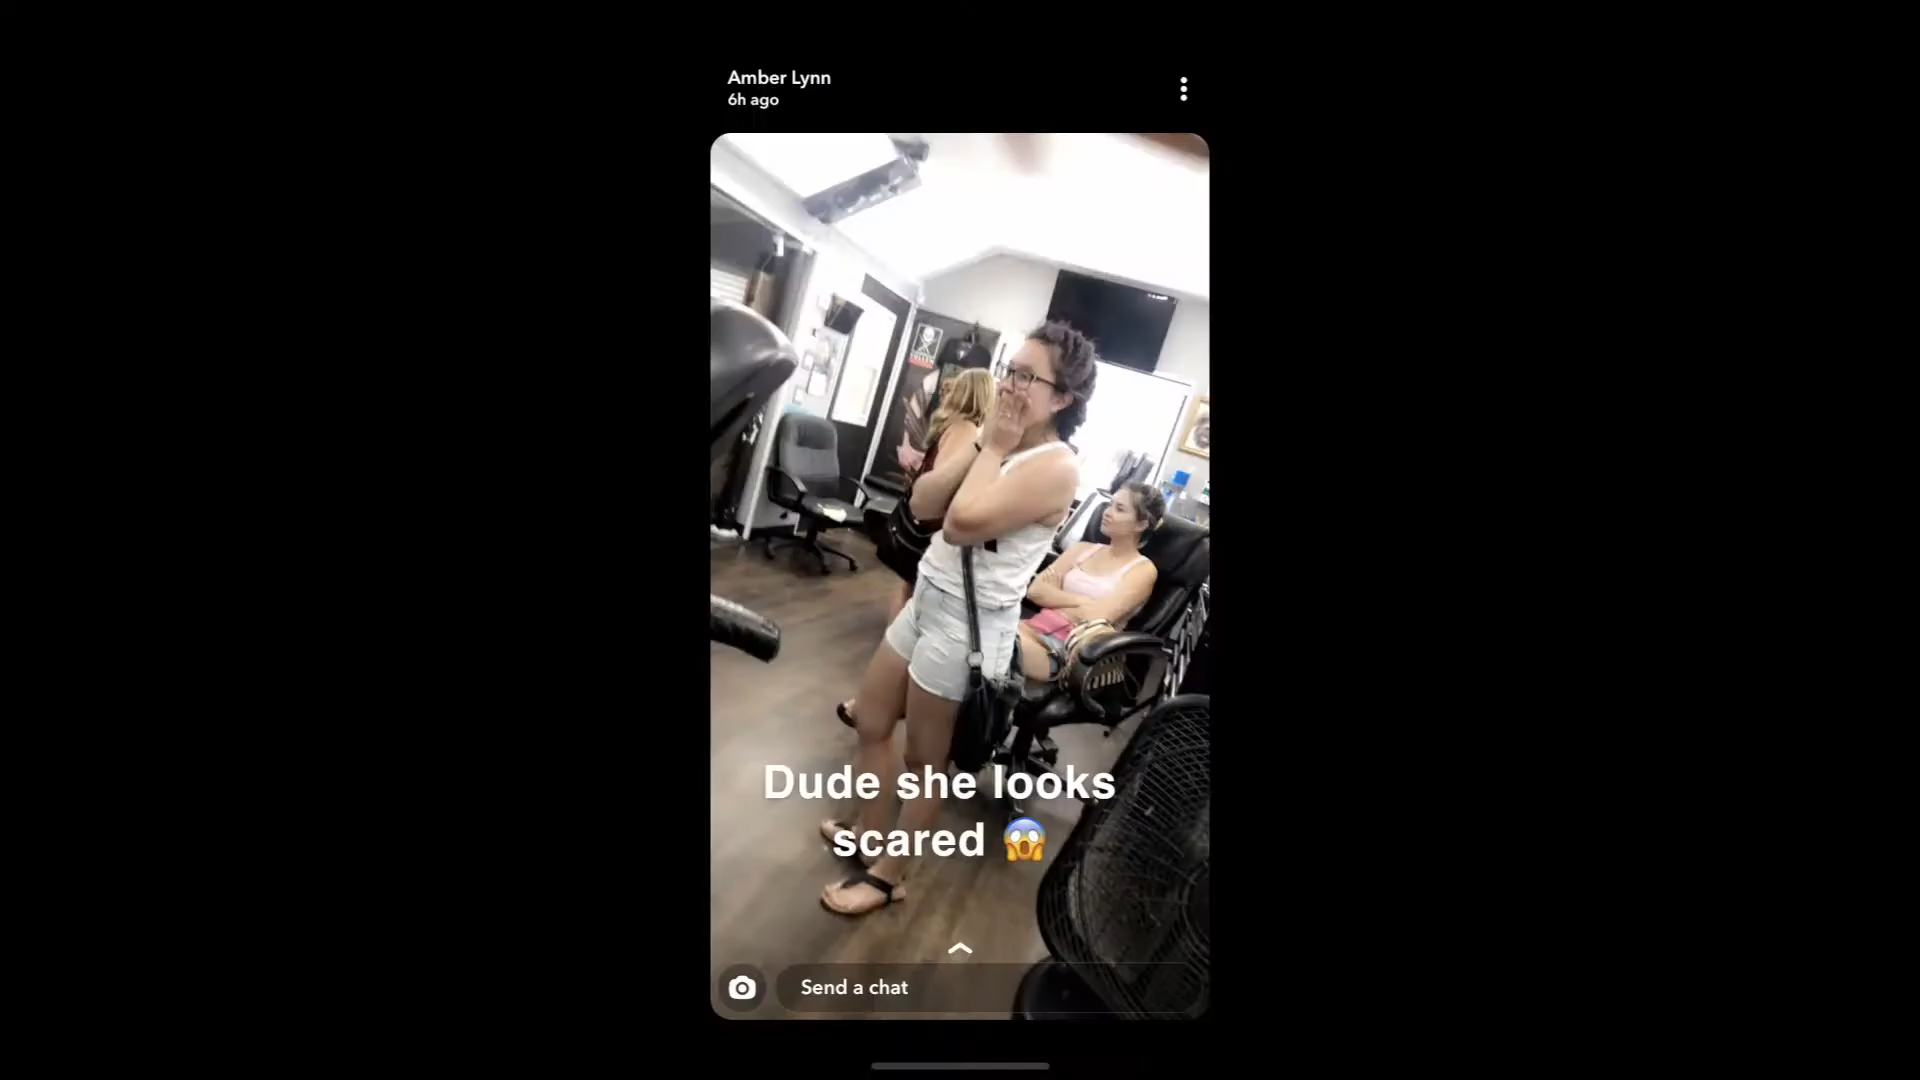 Amber Lynn
6h ago
Dude she looks
scared 😱
Send a chat